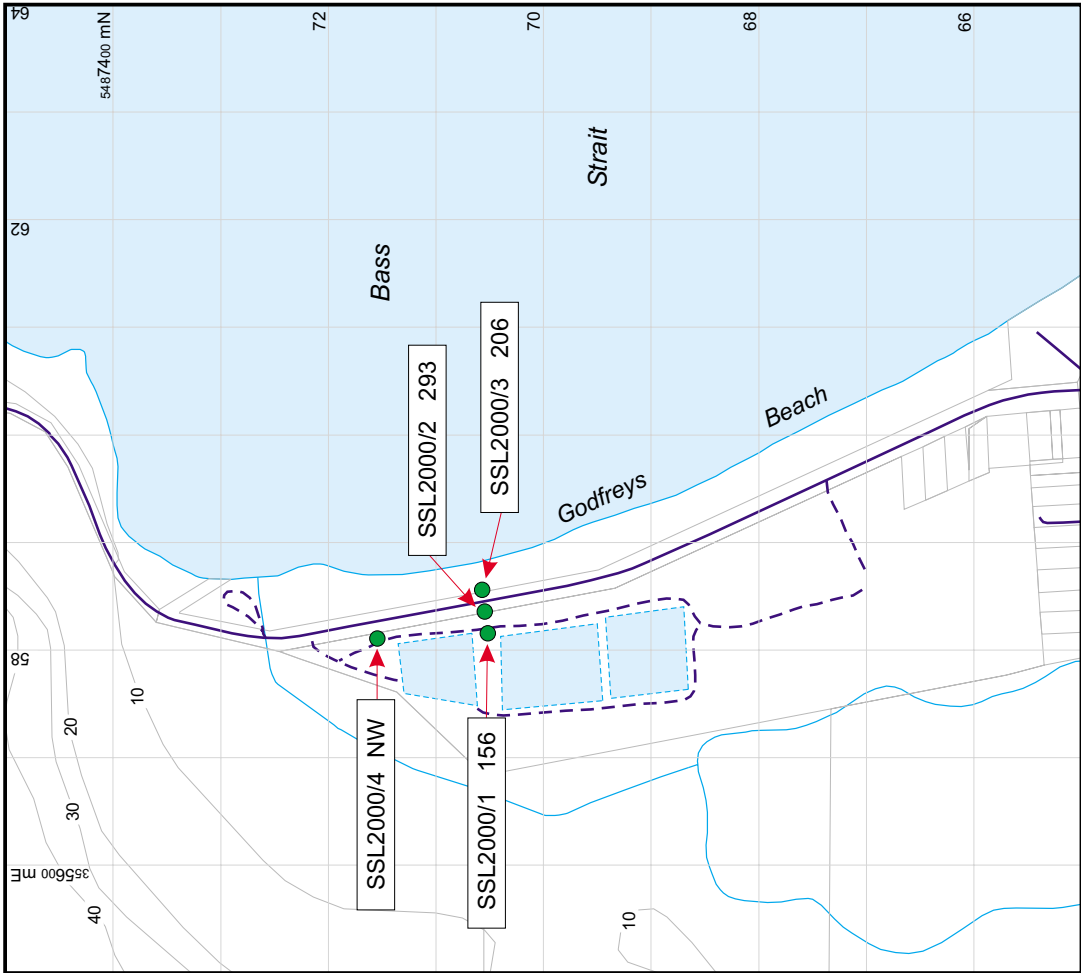 64
5487400 mN
72
70
68
66
62
Bass
Strait
SSL2000/2 293
SSL2000/3 206
Godfreys
Beach
58
10
20
30
40
355600 mE
SSL2000/4 NW
SSL2000/1 156
10